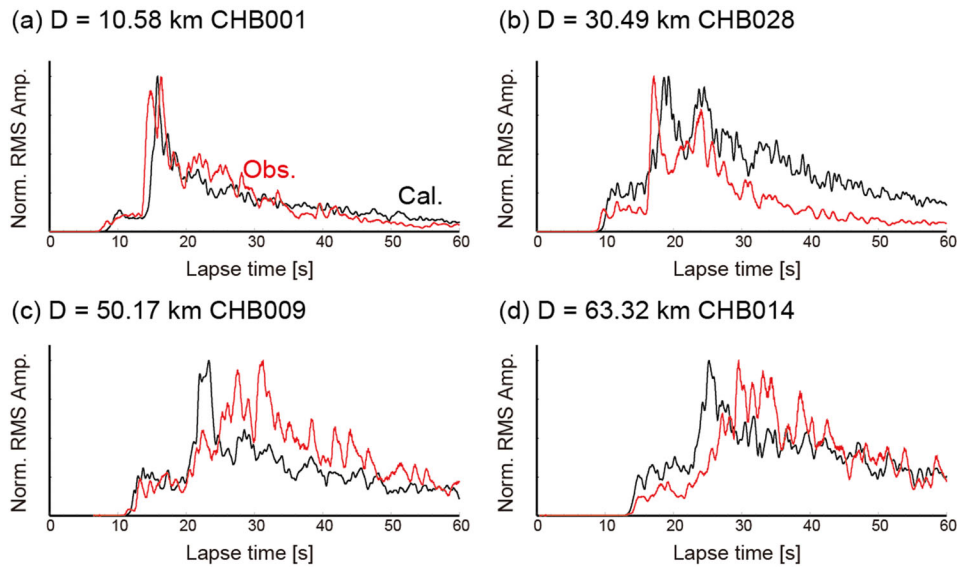 (a) D = 10.58 km CHB001
Norm. RMS Amp.
Obs.
Cal.
0 10 20 30 40 50 60
Lapse time [s]
(b) D = 30.49 km CHB028
Norm. RMS Amp.
0 10 20 30 40 50 60
Lapse time [s]
(c) D = 50.17 km CHB009
Norm. RMS Amp.
0 10 20 30 40 50 60
Lapse time [s]
(d) D = 63.32 km CHB014
Norm. RMS Amp.
0 10 20 30 40 50 60
Lapse time [s]